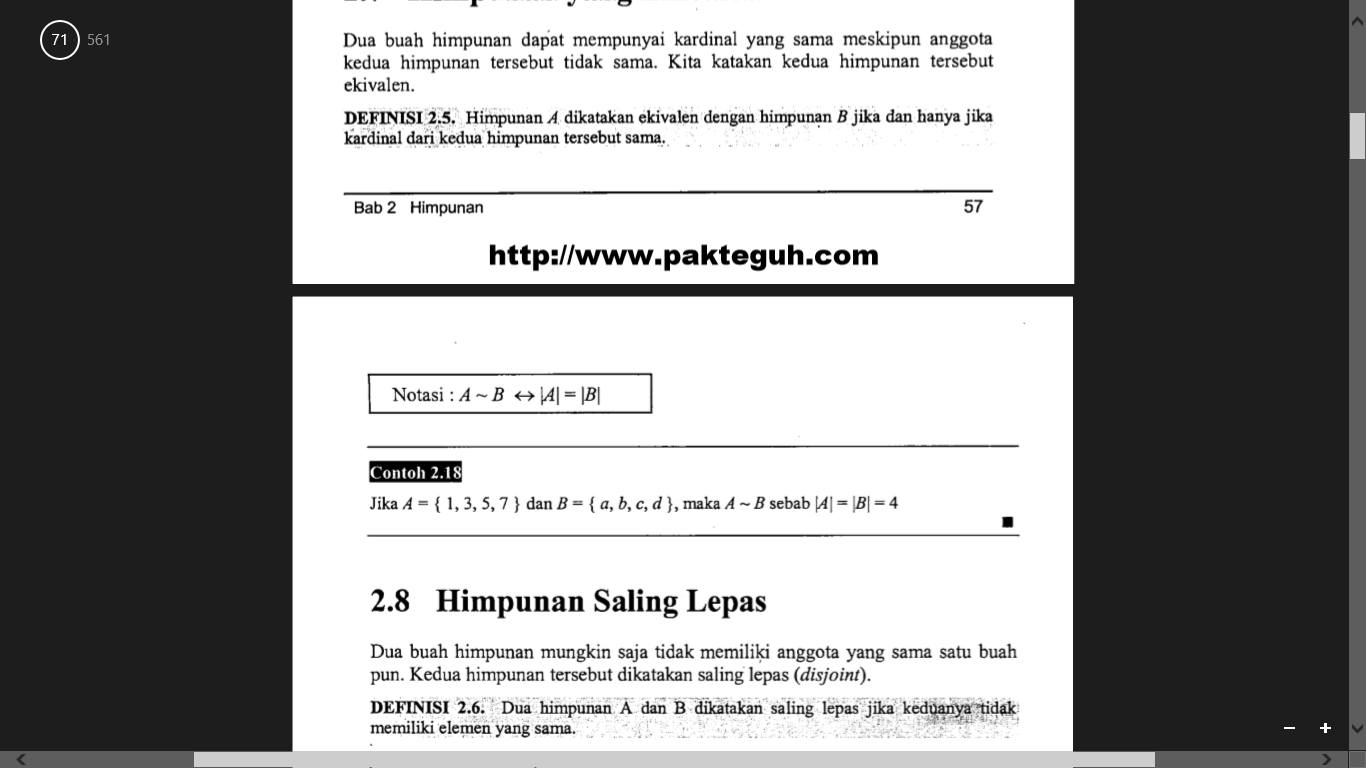 71 561
Dua buah himpunan dapat mempunyai kardinal yang sama meskipun anggota
kedua himpunan tersebut tidak sama. Kita katakan kedua himpunan tersebut
ekivalen.
DEFINISI 2.5. Himpunan A dikatakan ekivalen dengan himpunan B jika dan hanya jika
kardinal dari kedua himpunan tersebut sama.
Bab 2 Himpunan 57
http://www.pakteguh.com
Notasi : A ~ B ↔ |A| = |B|
Contoh 2.18
Jika A = { 1, 3, 5, 7 } dan B = { a, b, c, d }, maka A ~ B sebab |A| = |B| = 4
2.8 Himpunan Saling Lepas
Dua buah himpunan mungkin saja tidak memiliki anggota yang sama satu buah
pun. Kedua himpunan tersebut dikatakan saling lepas (disjoint).
DEFINISI 2.6. Dua himpunan A dan B dikatakan saling lepas jika keduanya tidak
memiliki elemen yang sama.